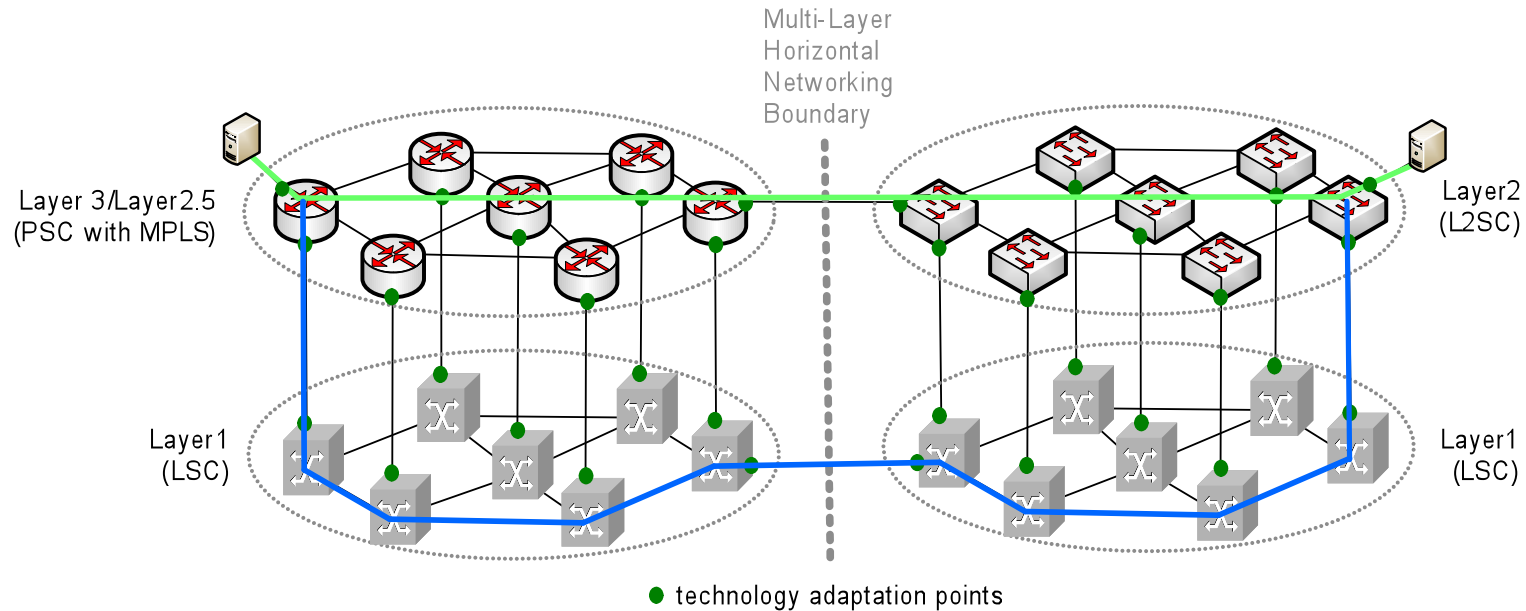 Multi-Layer
Horizontal
Networking
Boundary
Layer 3/Layer2.5
(PSC with MPLS)
Layer2
(L2SC)
Layer1
(LSC)
Layer1
(LSC)
technology adaptation points